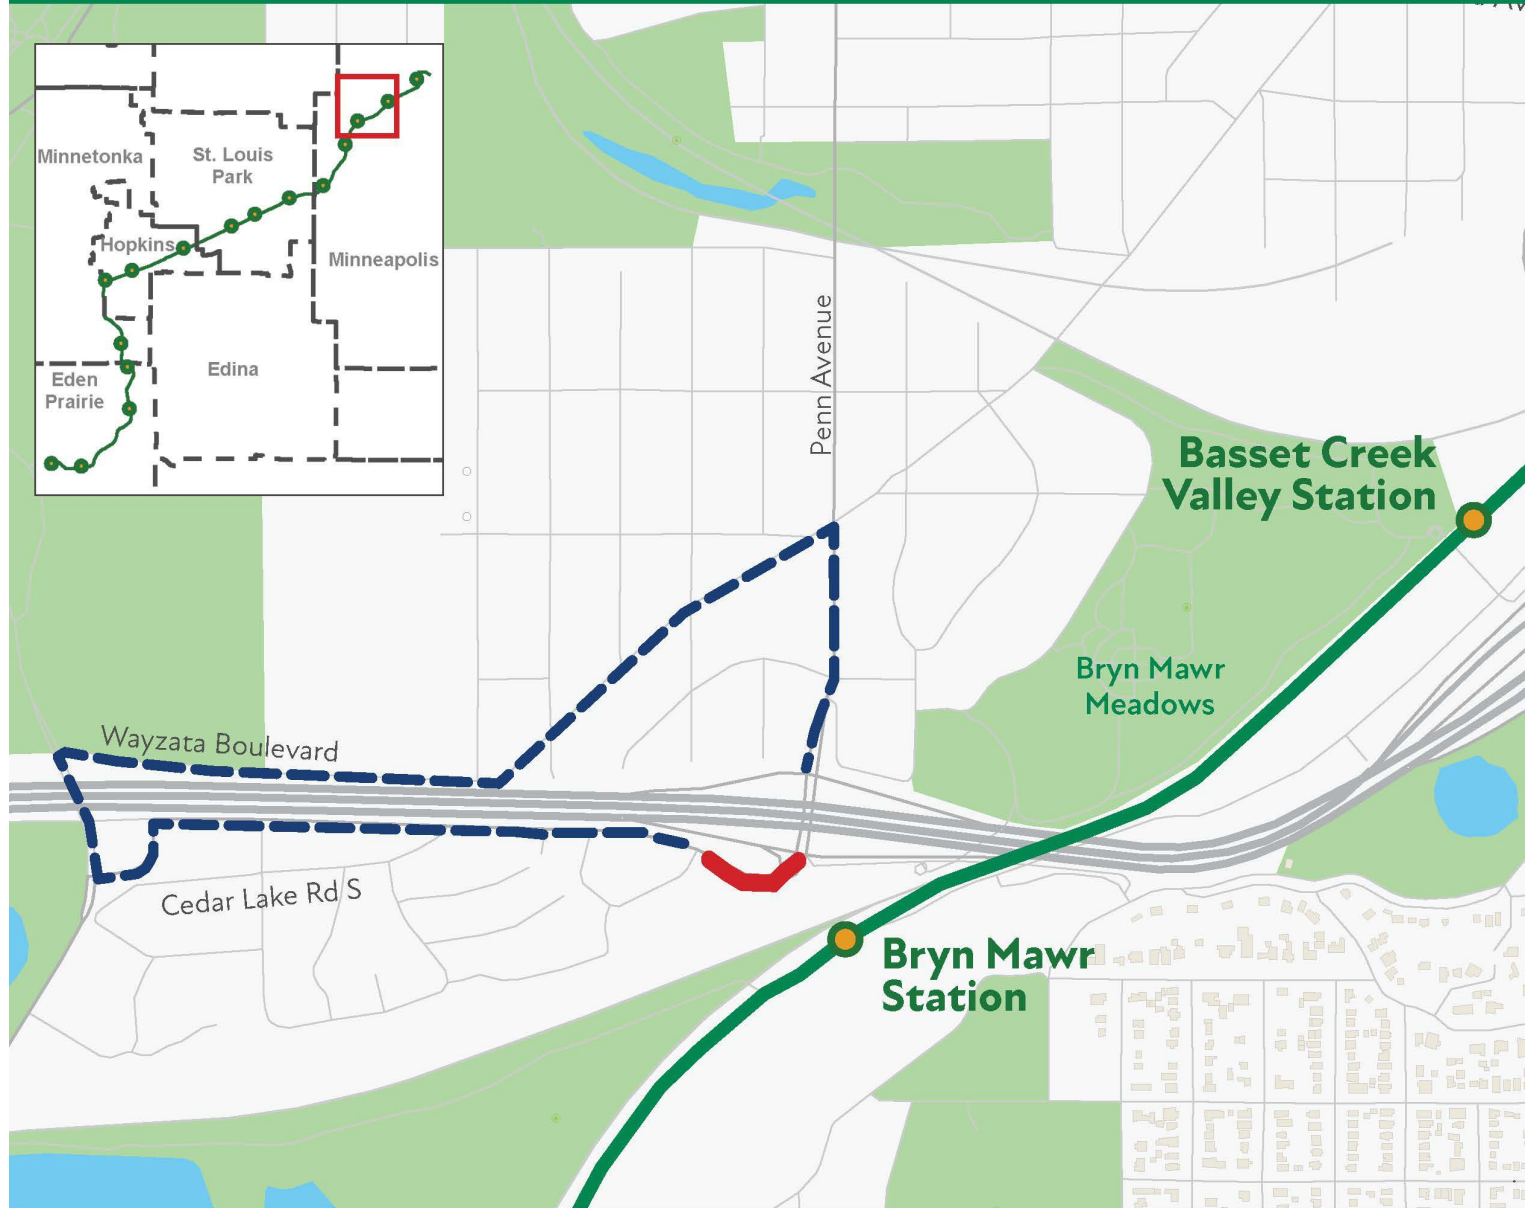 Minnetonka
St. Louis
Park
Hopkins
Minneapolis
Edina
Eden
Prairie
Penn Avenue
Basset Creek
Valley Station
Bryn Mawr
Meadows
Wayzata Boulevard
Cedar Lake Rd S
Bryn Mawr
Station